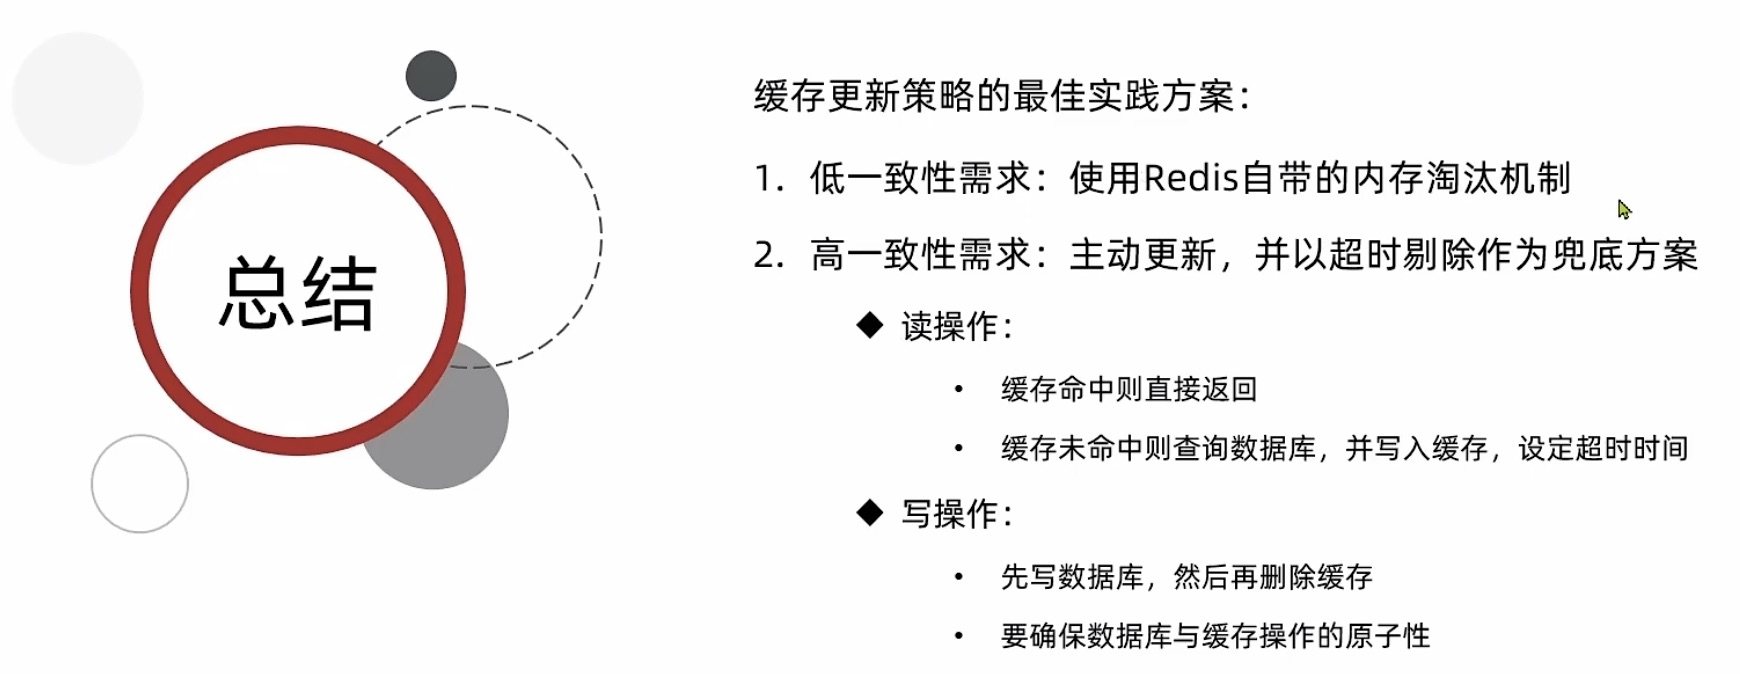 总结
缓存更新策略的最佳实践方案：
1. 低一致性需求：使用Redis自带的内存淘汰机制
2. 高一致性需求：主动更新，并以超时剔除作为兜底方案
◆ 读操作：
• 缓存命中则直接返回
• 缓存未命中则查询数据库，并写入缓存，设定超时时间
◆ 写操作：
• 先写数据库，然后再删除缓存
• 要确保数据库与缓存操作的原子性